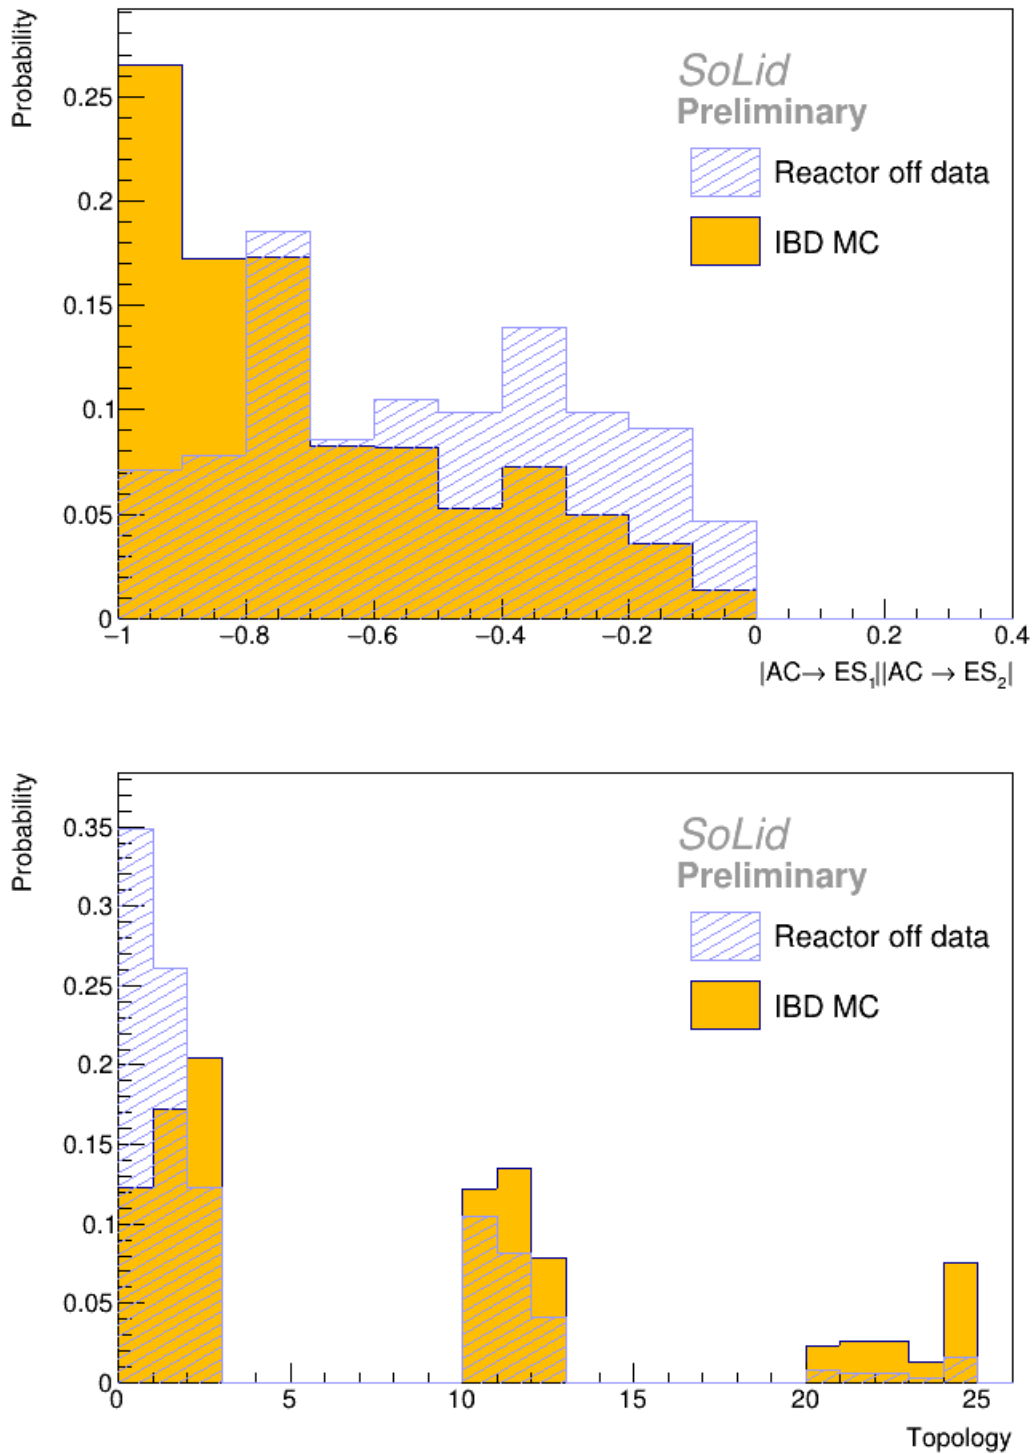 Probability
0.25
0.2
0.15
0.1
0.05
0
SoLid
Preliminary
Reactor off data
IBD MC
−1 −0.8 −0.6 −0.4 −0.2 0 0.2 0.4
|AC→ ES₁||AC → ES₂|
Probability
0.35
0.3
0.25
0.2
0.15
0.1
0.05
0
SoLid
Preliminary
Reactor off data
IBD MC
0 5 10 15 20 25
Topology